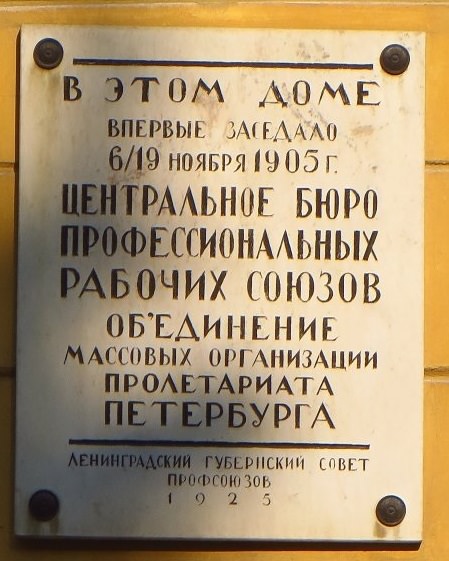 В ЭТОМ ДОМЕ
ВПЕРВЫЕ ЗАСЕДАЛО
6/19 НОЯБРЯ 1905 г.
ЦЕНТРАЛЬНОЕ БЮРО
ПРОФЕССИОНАЛЬНЫХ
РАБОЧИХ СОЮЗОВ
ОБ'ЕДИНЕНИЕ
МАССОВЫХ ОРГАНИЗАЦИИ
ПРОЛЕТАРИАТА
ПЕТЕРБУРГА
ЛЕНИНГРАДСКИЙ ГУБЕРНСКИЙ СОВЕТ
ПРОФСОЮЗОВ
1925